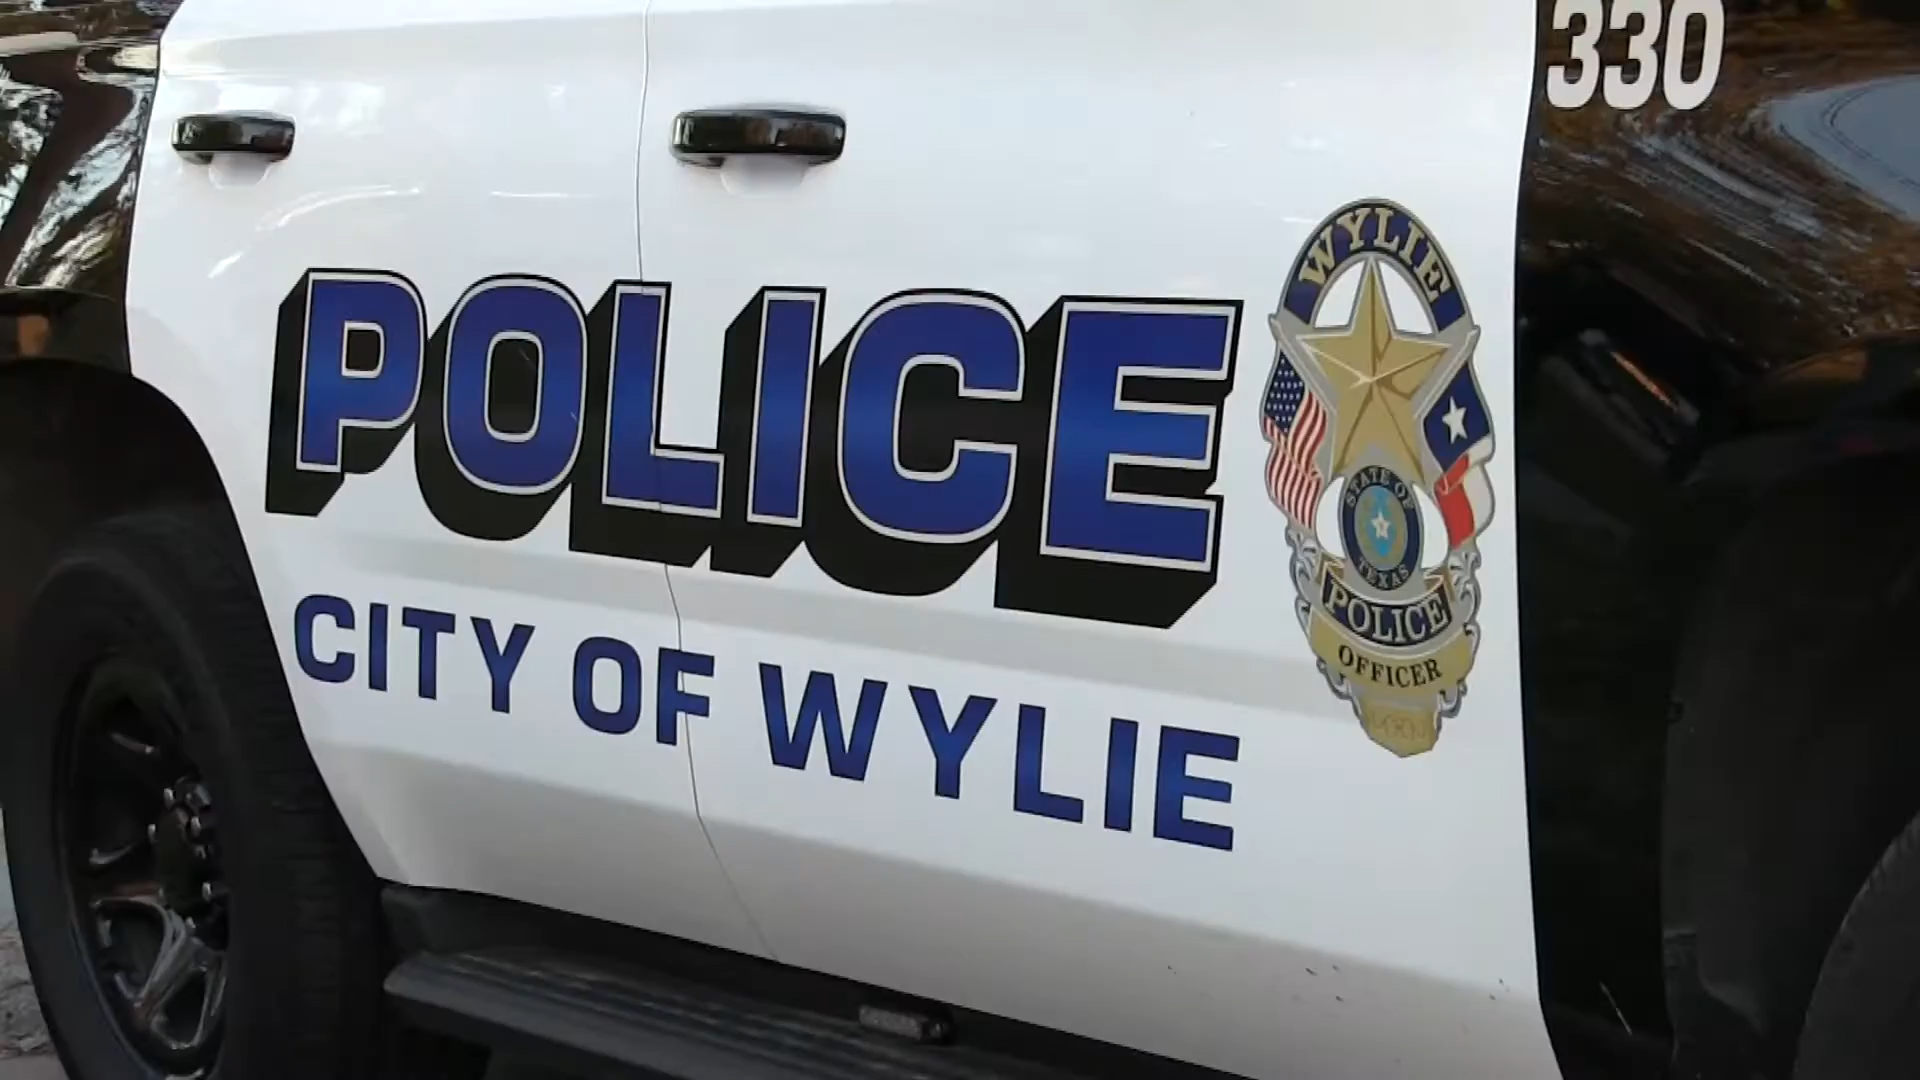 330
POLICE
CITY OF WYLIE
WYLIE
STATE OF
TEXAS
POLICE
OFFICER